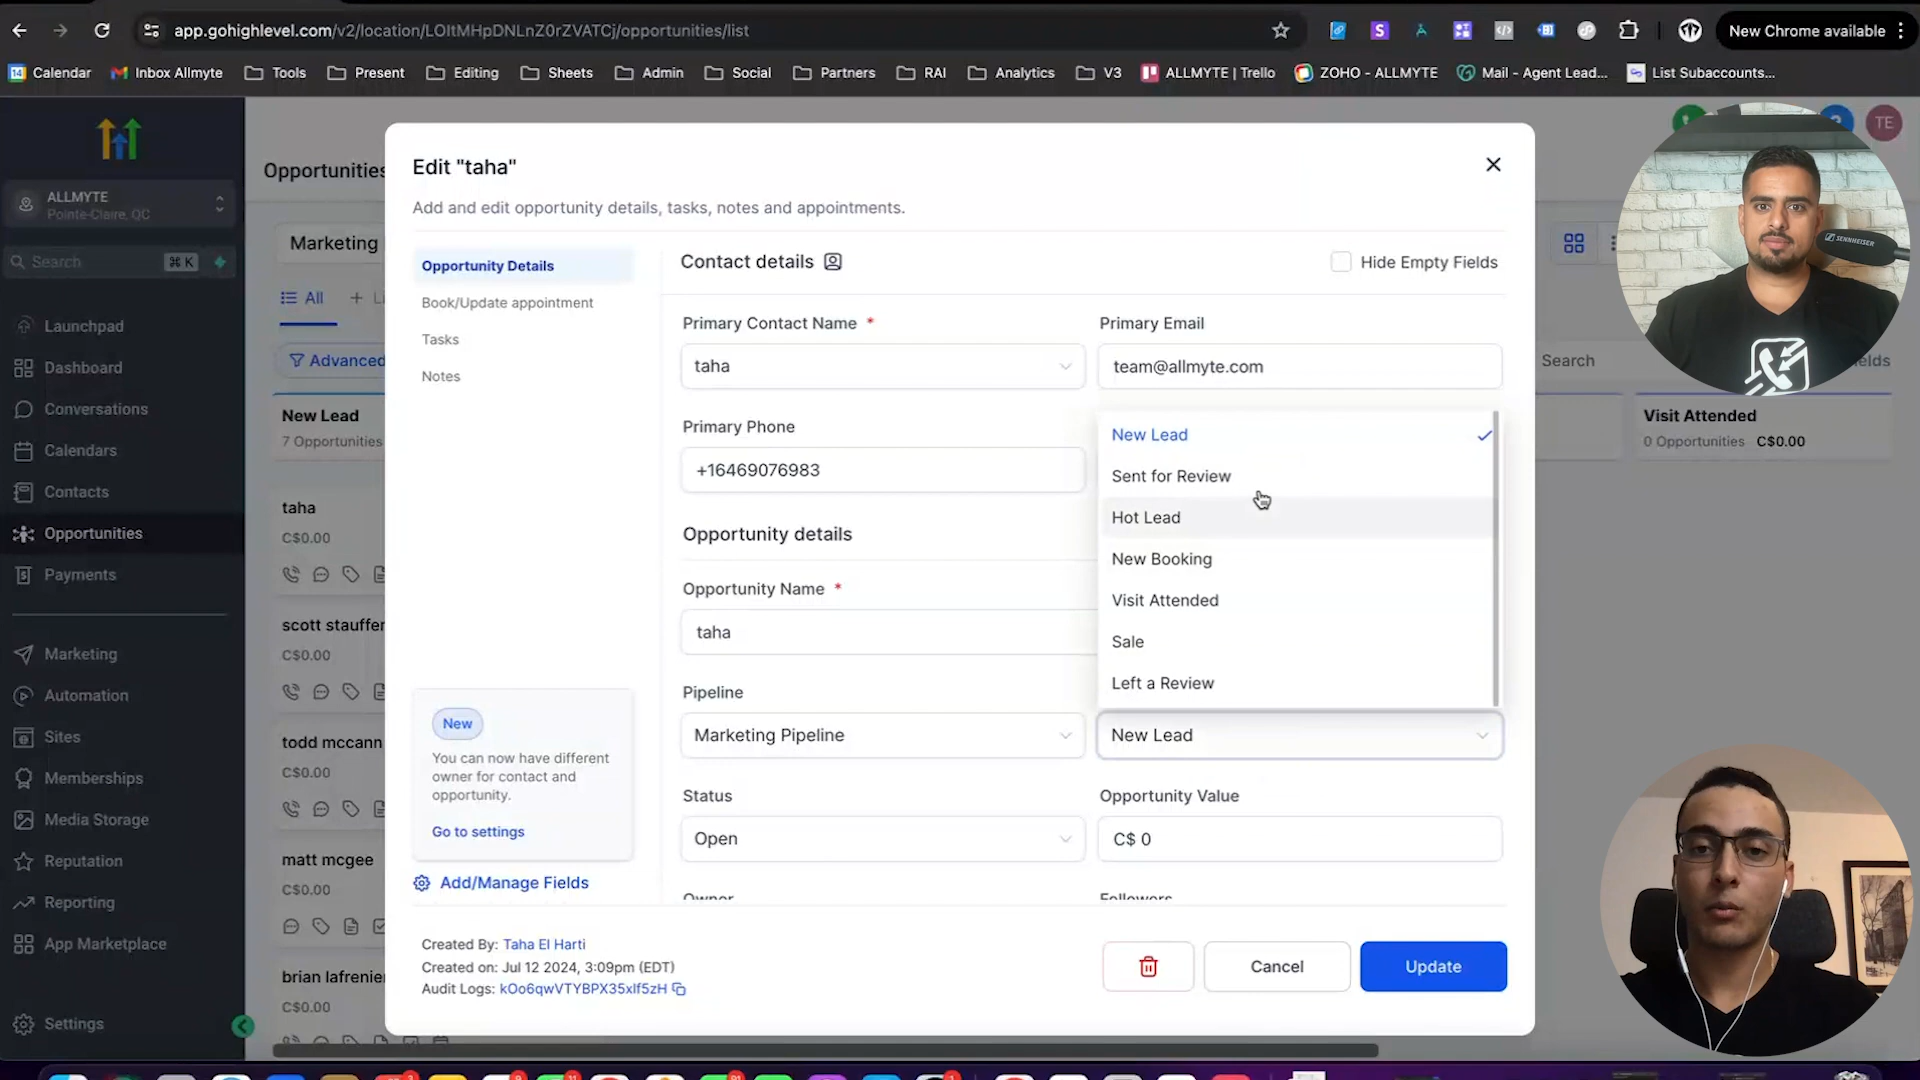 app.gohighlevel.com/v2/location/LOltMHpDNLnZ0rZVATCj/opportunities/list
New Chrome available
Calendar
Inbox Allmyte
Tools
Present
Editing
Sheets
Admin
Social
Partners
RAI
Analytics
V3
ALLMYTE | Trello
ZOHO - ALLMYTE
Mail - Agent Lead...
List Subaccounts...
ALLMYTE
Pointe-Claire, QC
Search
⌘ K
Launchpad
Dashboard
Conversations
Calendars
Contacts
Opportunities
Payments
Marketing
Automation
Sites
Memberships
Media Storage
Reputation
Reporting
App Marketplace
Settings
Opportunities
Marketing
All
Advanced
New Lead
7 Opportunities
taha
C$0.00
scott stauffer
C$0.00
todd mccann
C$0.00
matt mcgee
C$0.00
brian lafrenier
C$0.00
Edit "taha"
Add and edit opportunity details, tasks, notes and appointments.
Opportunity Details
Book/Update appointment
Tasks
Notes
New
You can now have different
owner for contact and
opportunity.
Go to settings
Add/Manage Fields
Contact details
Hide Empty Fields
Primary Contact Name *
taha
Primary Email
team@allmyte.com
Primary Phone
+16469076983
New Lead
Sent for Review
Hot Lead
New Booking
Visit Attended
Sale
Left a Review
Opportunity details
Opportunity Name *
taha
Pipeline
Marketing Pipeline
New Lead
Status
Open
Opportunity Value
C$ 0
Owner
Followers
Created By: Taha El Harti
Created on: Jul 12 2024, 3:09pm (EDT)
Audit Logs: kOo6qwVTYBPX35xlf5zH
Cancel
Update
TE
Search
Visit Attended
0 Opportunities C$0.00
SENNHEISER